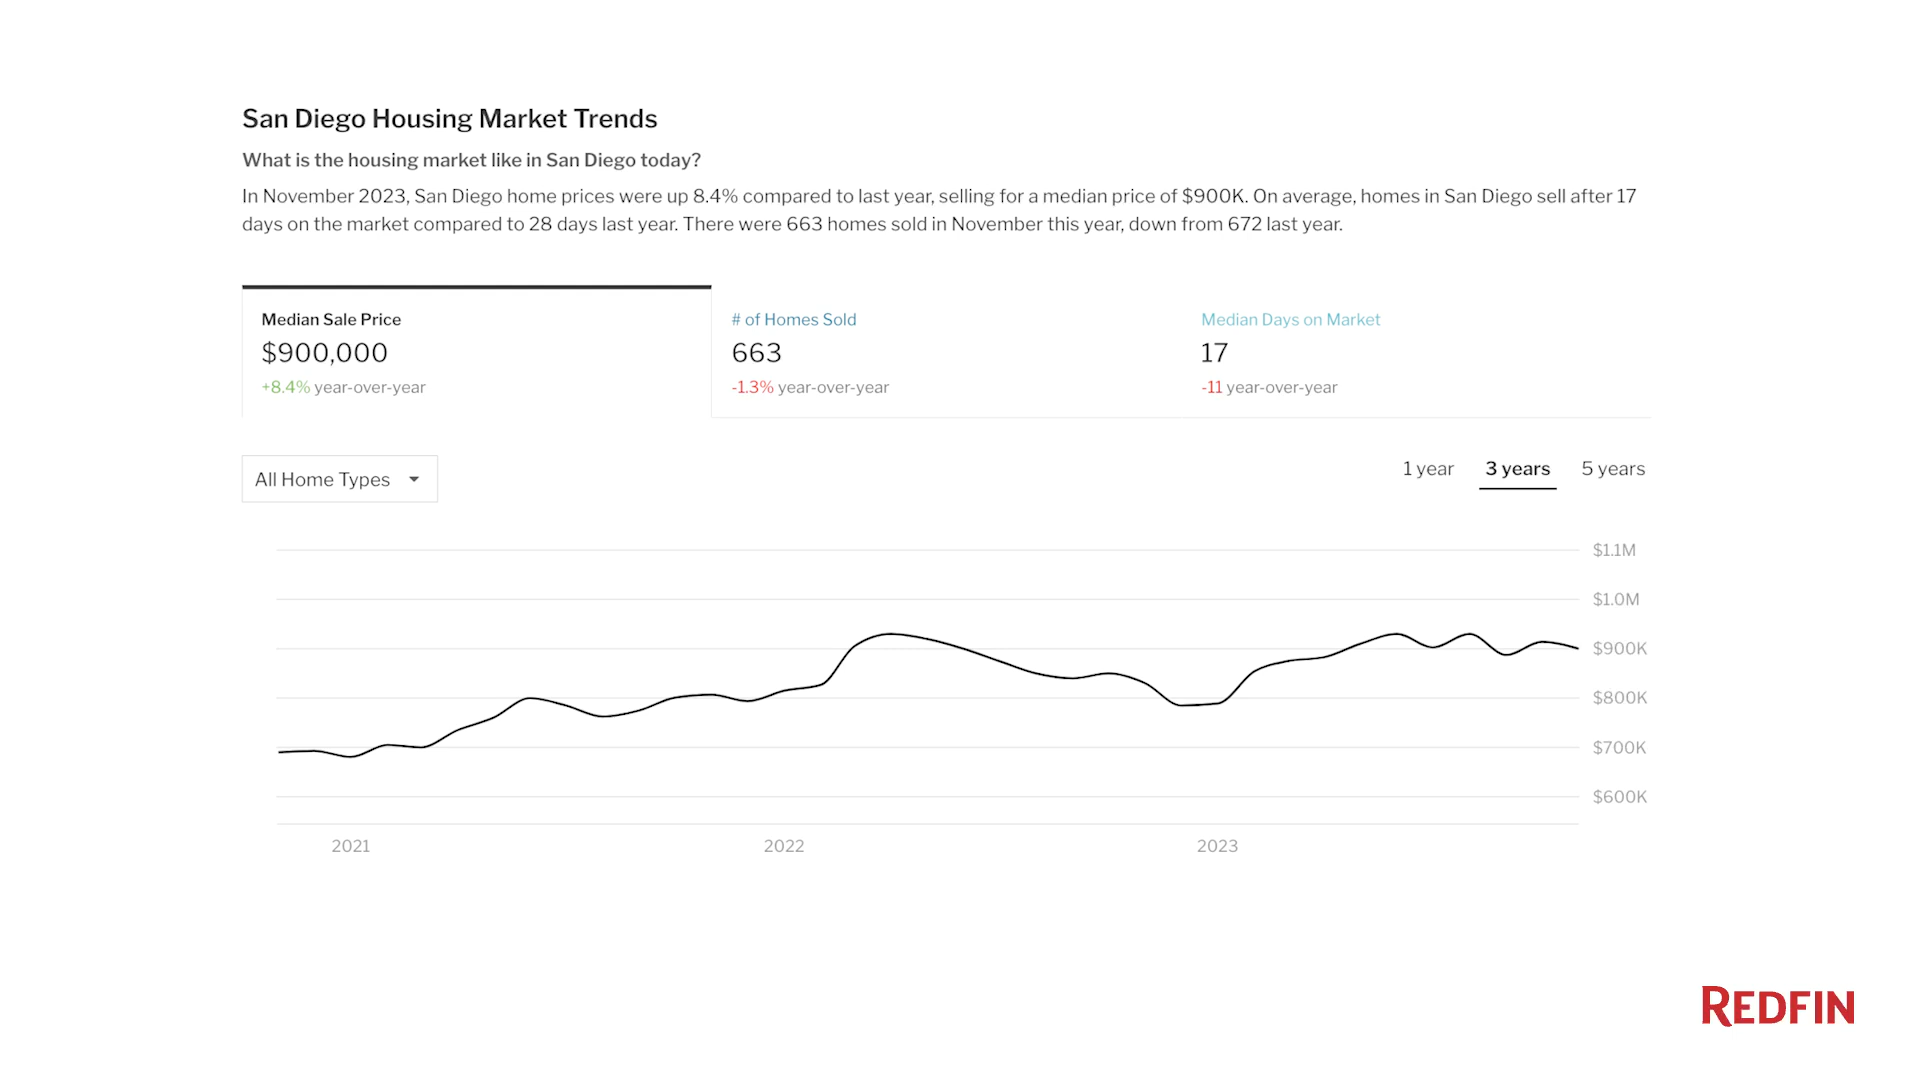 San Diego Housing Market Trends
What is the housing market like in San Diego today?
In November 2023, San Diego home prices were up 8.4% compared to last year, selling for a median price of $900K. On average, homes in San Diego sell after 17
days on the market compared to 28 days last year. There were 663 homes sold in November this year, down from 672 last year.
Median Sale Price
$900,000
+8.4% year-over-year
# of Homes Sold
663
-1.3% year-over-year
Median Days on Market
17
-11 year-over-year
All Home Types
1 year 3 years 5 years
$1.1M
$1.0M
$900K
$800K
$700K
$600K
2021 2022 2023
REDFIN